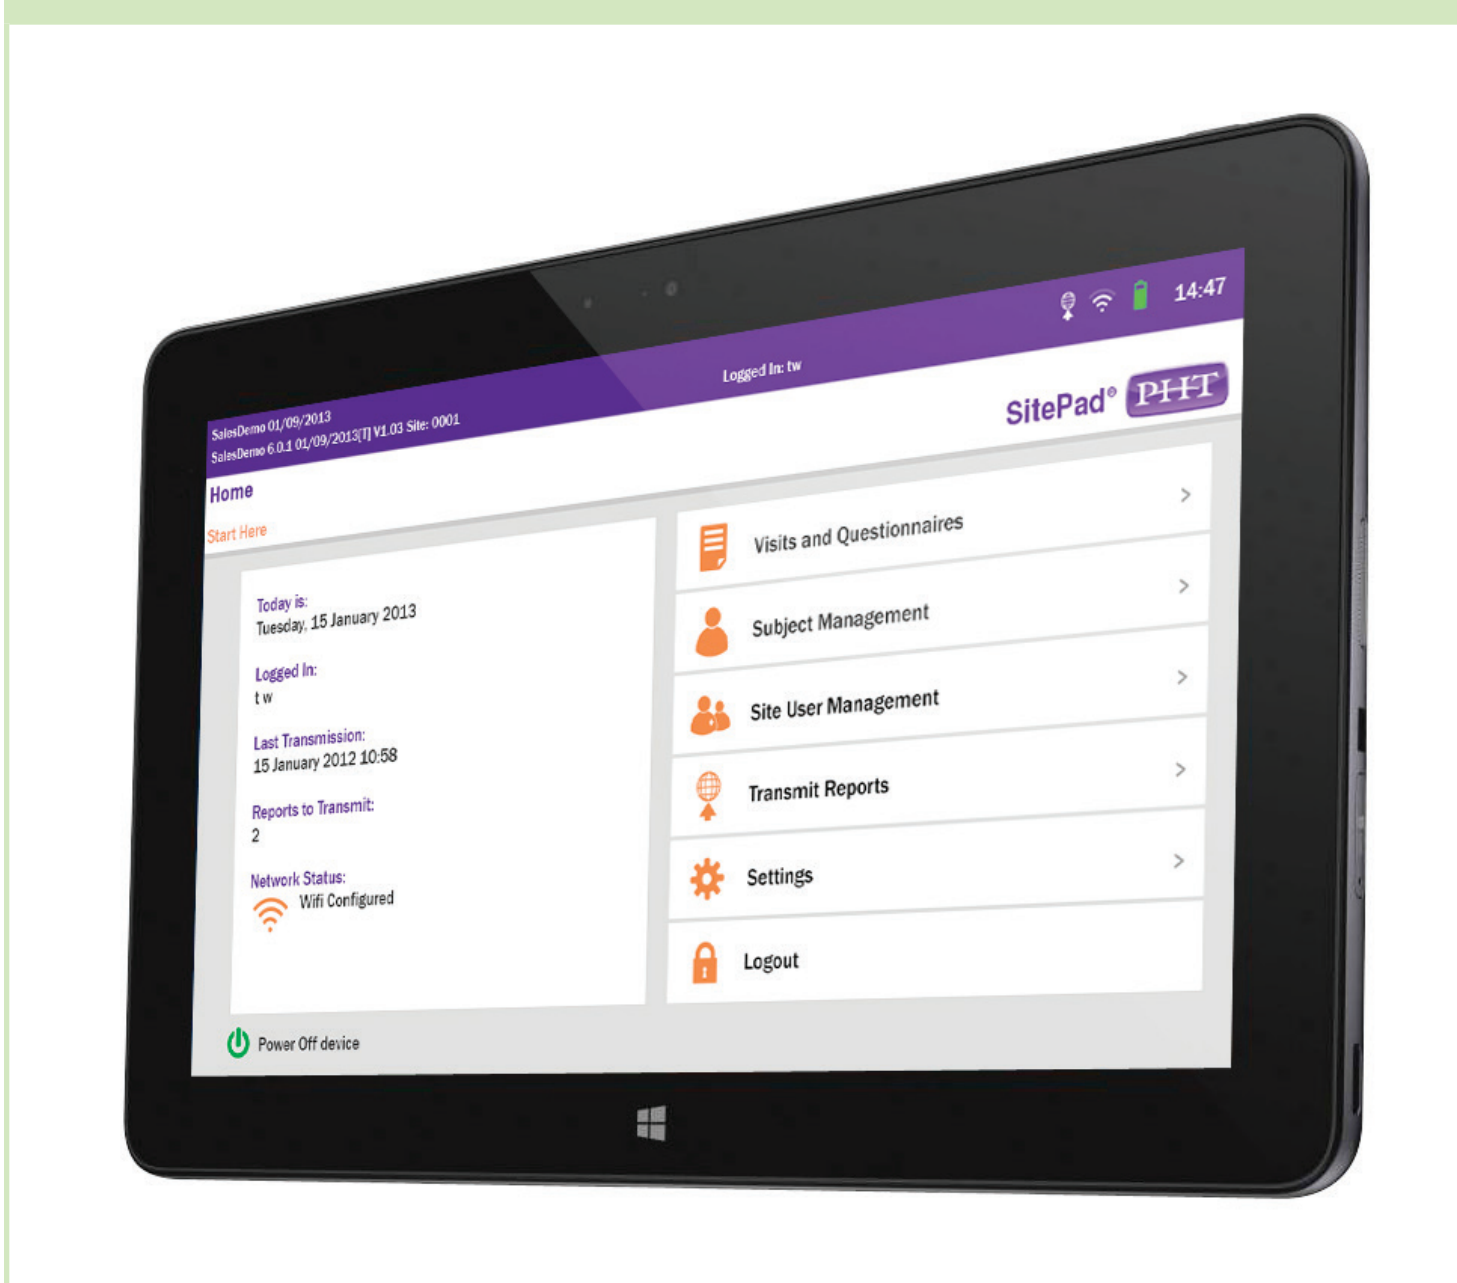 SalesDemo 01/09/2013
SalesDemo 6.0.1 01/09/2013[T] V1.03 Site: 0001
Logged In: tw
14:47
SitePad® PHT
Home
Start Here
Today is:
Tuesday, 15 January 2013
Logged In:
t w
Last Transmission:
15 January 2012 10:58
Reports to Transmit:
2
Network Status:
Wifi Configured
Visits and Questionnaires
Subject Management
Site User Management
Transmit Reports
Settings
Logout
Power Off device